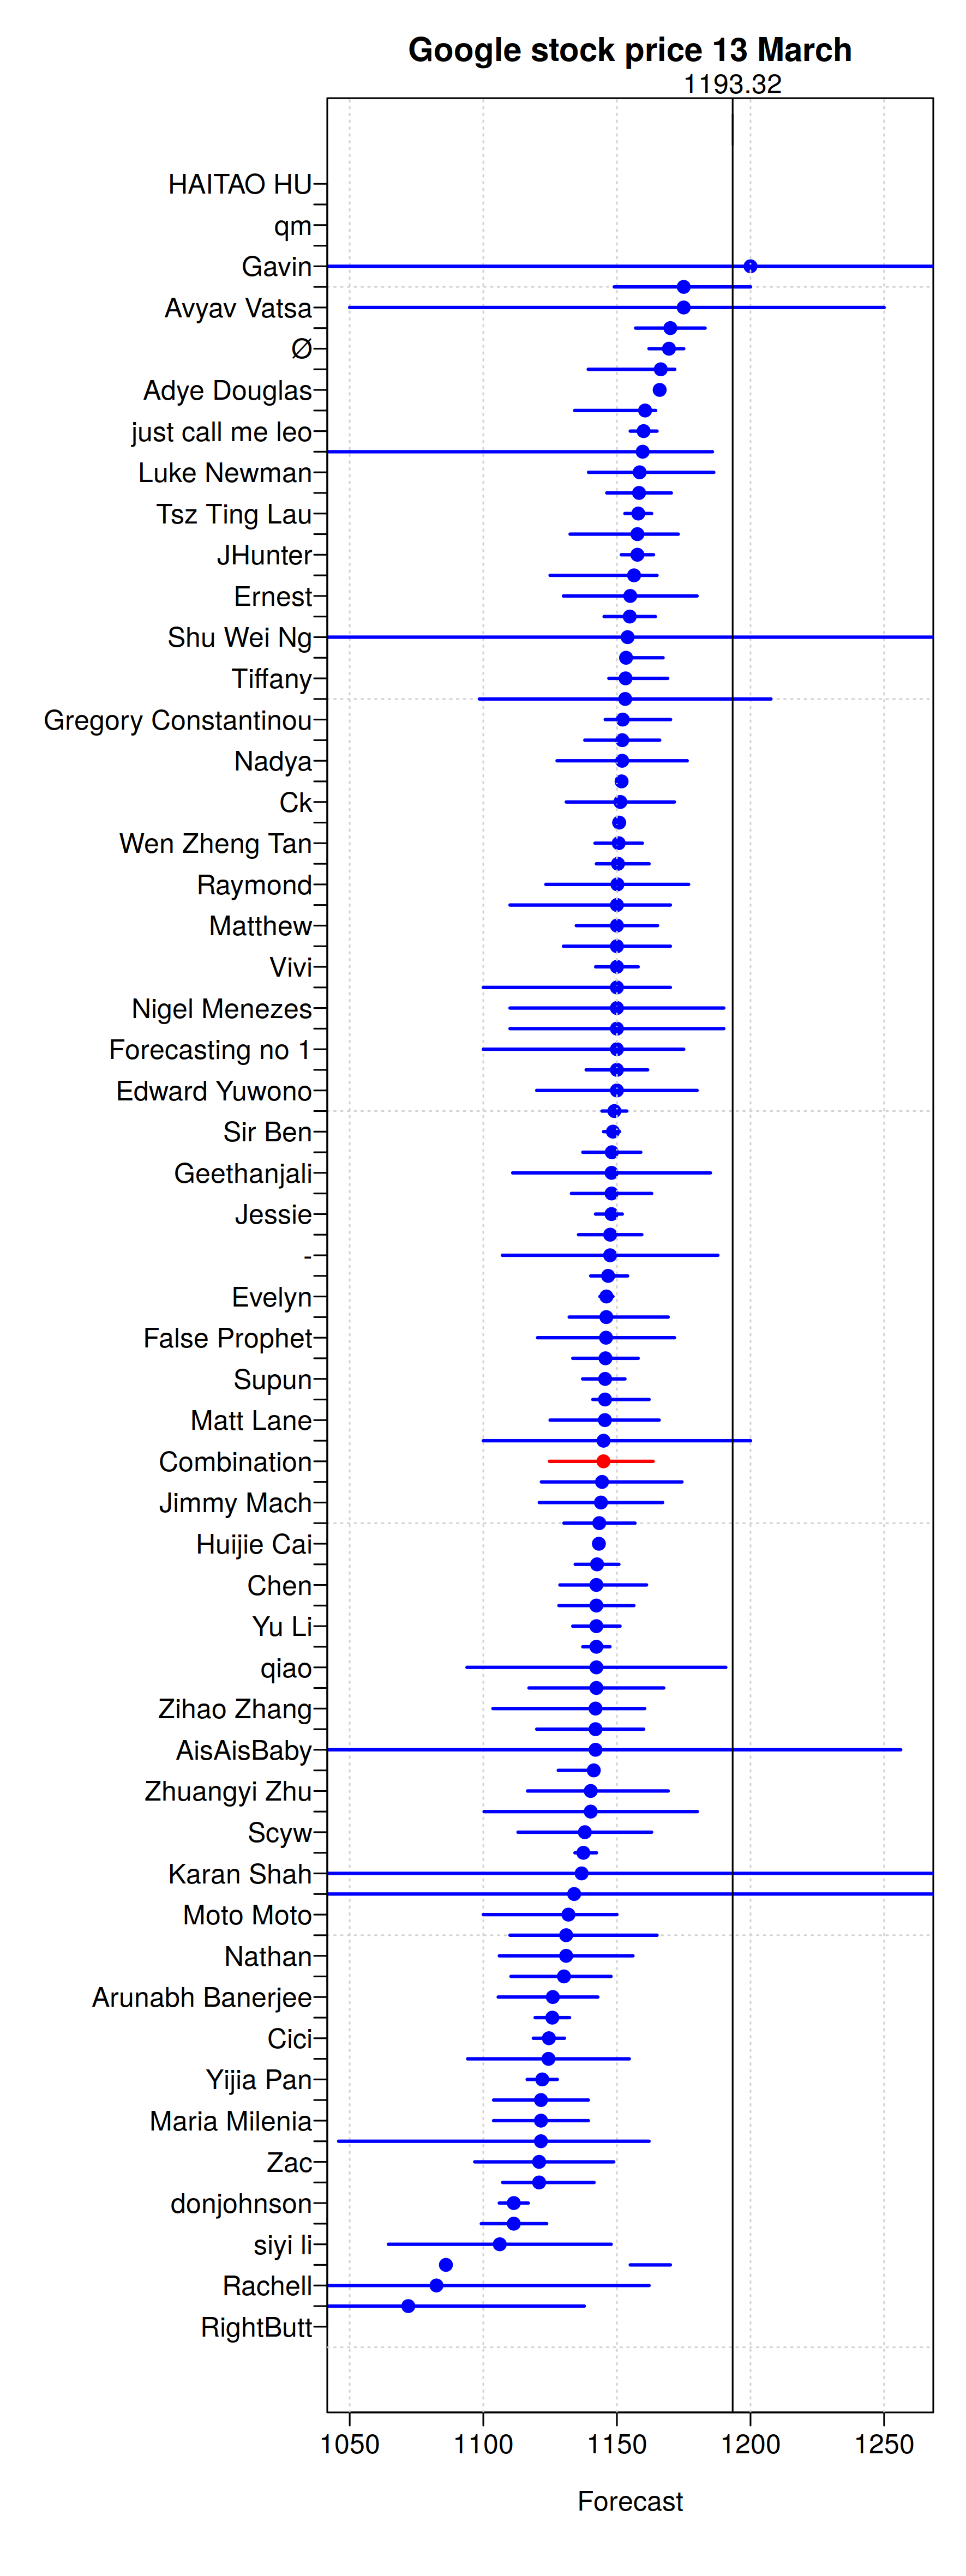 Google stock price 13 March
1193.32
HAITAO HU
qm
Gavin
Avyav Vatsa
Ø
Adye Douglas
just call me leo
Luke Newman
Tsz Ting Lau
JHunter
Ernest
Shu Wei Ng
Tiffany
Gregory Constantinou
Nadya
Ck
Wen Zheng Tan
Raymond
Matthew
Vivi
Nigel Menezes
Forecasting no 1
Edward Yuwono
Sir Ben
Geethanjali
Jessie
-
Evelyn
False Prophet
Supun
Matt Lane
Combination
Jimmy Mach
Huijie Cai
Chen
Yu Li
qiao
Zihao Zhang
AisAisBaby
Zhuangyi Zhu
Scyw
Karan Shah
Moto Moto
Nathan
Arunabh Banerjee
Cici
Yijia Pan
Maria Milenia
Zac
donjohnson
siyi li
Rachell
RightButt
1050 1100 1150 1200 1250
Forecast